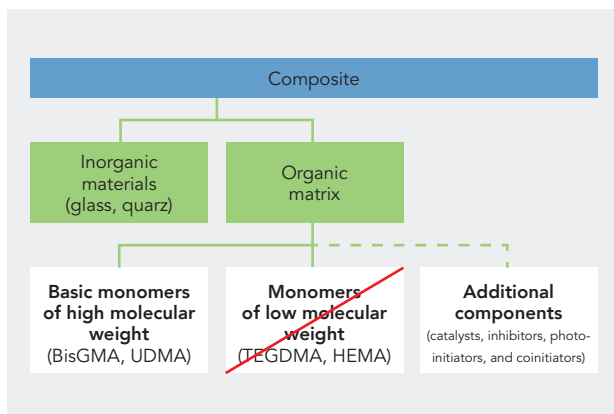 Composite
Inorganic
materials
(glass, quarz)
Organic
matrix
Basic monomers
of high molecular
weight
(BisGMA, UDMA)
Monomers
of low molecular
weight
(TEGDMA, HEMA)
Additional
components
(catalysts, inhibitors, photo-
initiators, and coinitiators)